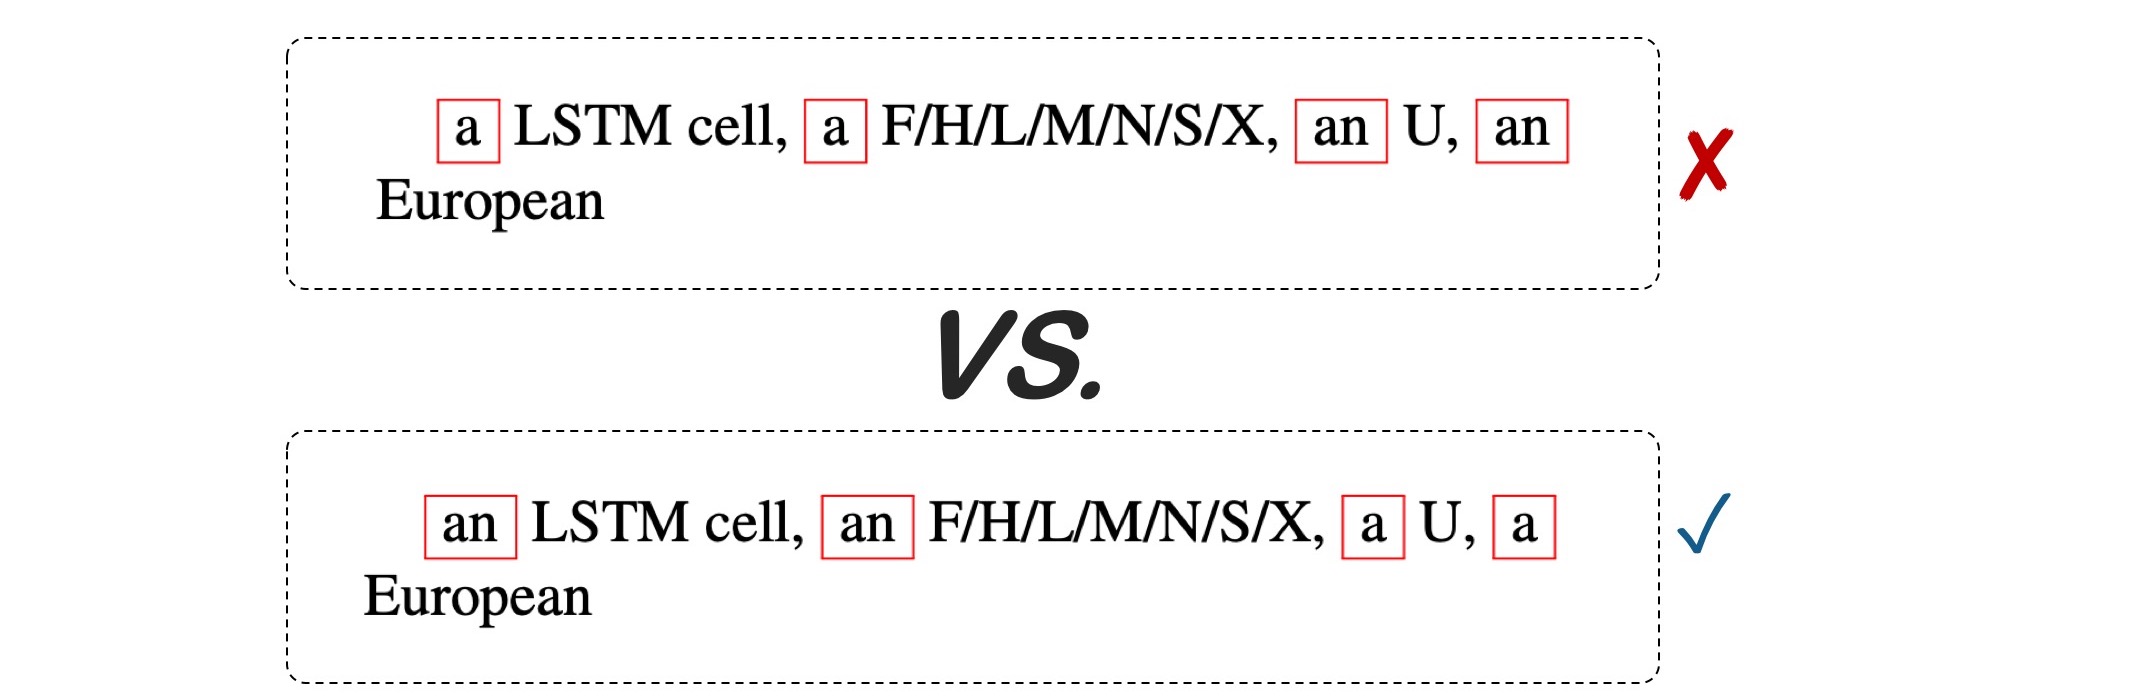 a LSTM cell, a F/H/L/M/N/S/X, an U, an
European
VS.
an LSTM cell, an F/H/L/M/N/S/X, a U, a
European